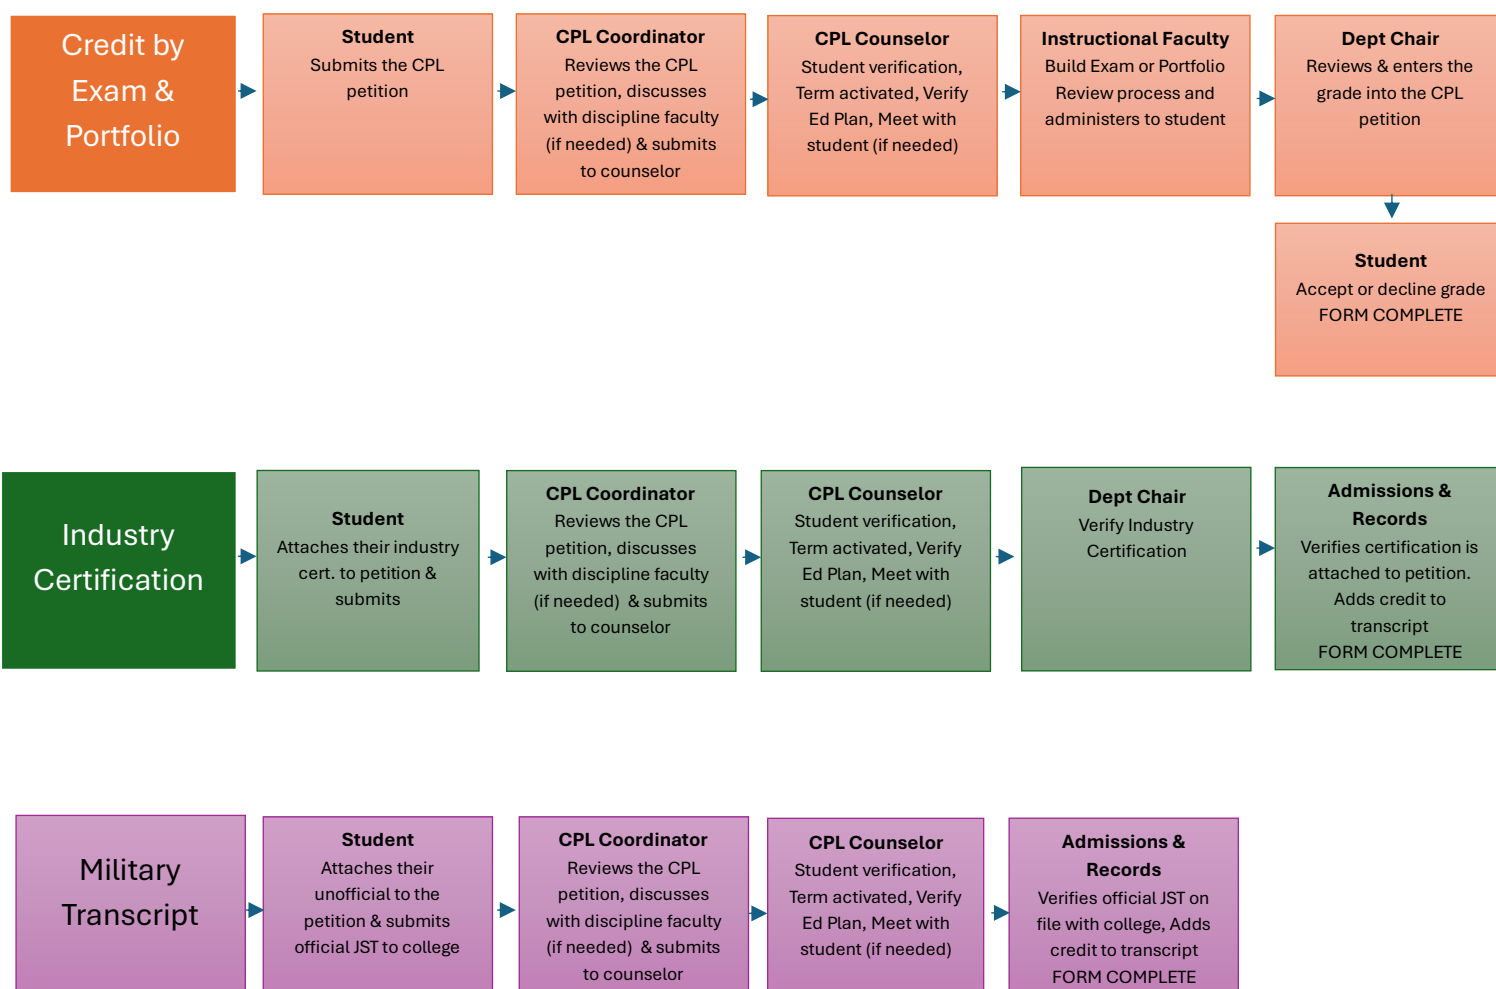 Credit by
Exam &
Portfolio
Student
Submits the CPL
petition
CPL Coordinator
Reviews the CPL
petition, discusses
with discipline faculty
(if needed) & submits
to counselor
CPL Counselor
Student verification,
Term activated, Verify
Ed Plan, Meet with
student (if needed)
Instructional Faculty
Build Exam or Portfolio
Review process and
administers to student
Dept Chair
Reviews & enters the
grade into the CPL
petition
Student
Accept or decline grade
FORM COMPLETE
Industry
Certification
Student
Attaches their industry
cert. to petition &
submits
CPL Coordinator
Reviews the CPL
petition, discusses
with discipline faculty
(if needed)  & submits
to counselor
CPL Counselor
Student verification,
Term activated, Verify
Ed Plan, Meet with
student (if needed)
Dept Chair
Verify Industry
Certification
Admissions &
Records
Verifies certification is
attached to petition.
Adds credit to
transcript
FORM COMPLETE
Military
Transcript
Student
Attaches their
unofficial to the
petition & submits
official JST to college
CPL Coordinator
Reviews the CPL
petition, discusses
with discipline faculty
(if needed)  & submits
to counselor
CPL Counselor
Student verification,
Term activated, Verify
Ed Plan, Meet with
student (if needed)
Admissions &
Records
Verifies official JST on
file with college, Adds
credit to transcript
FORM COMPLETE